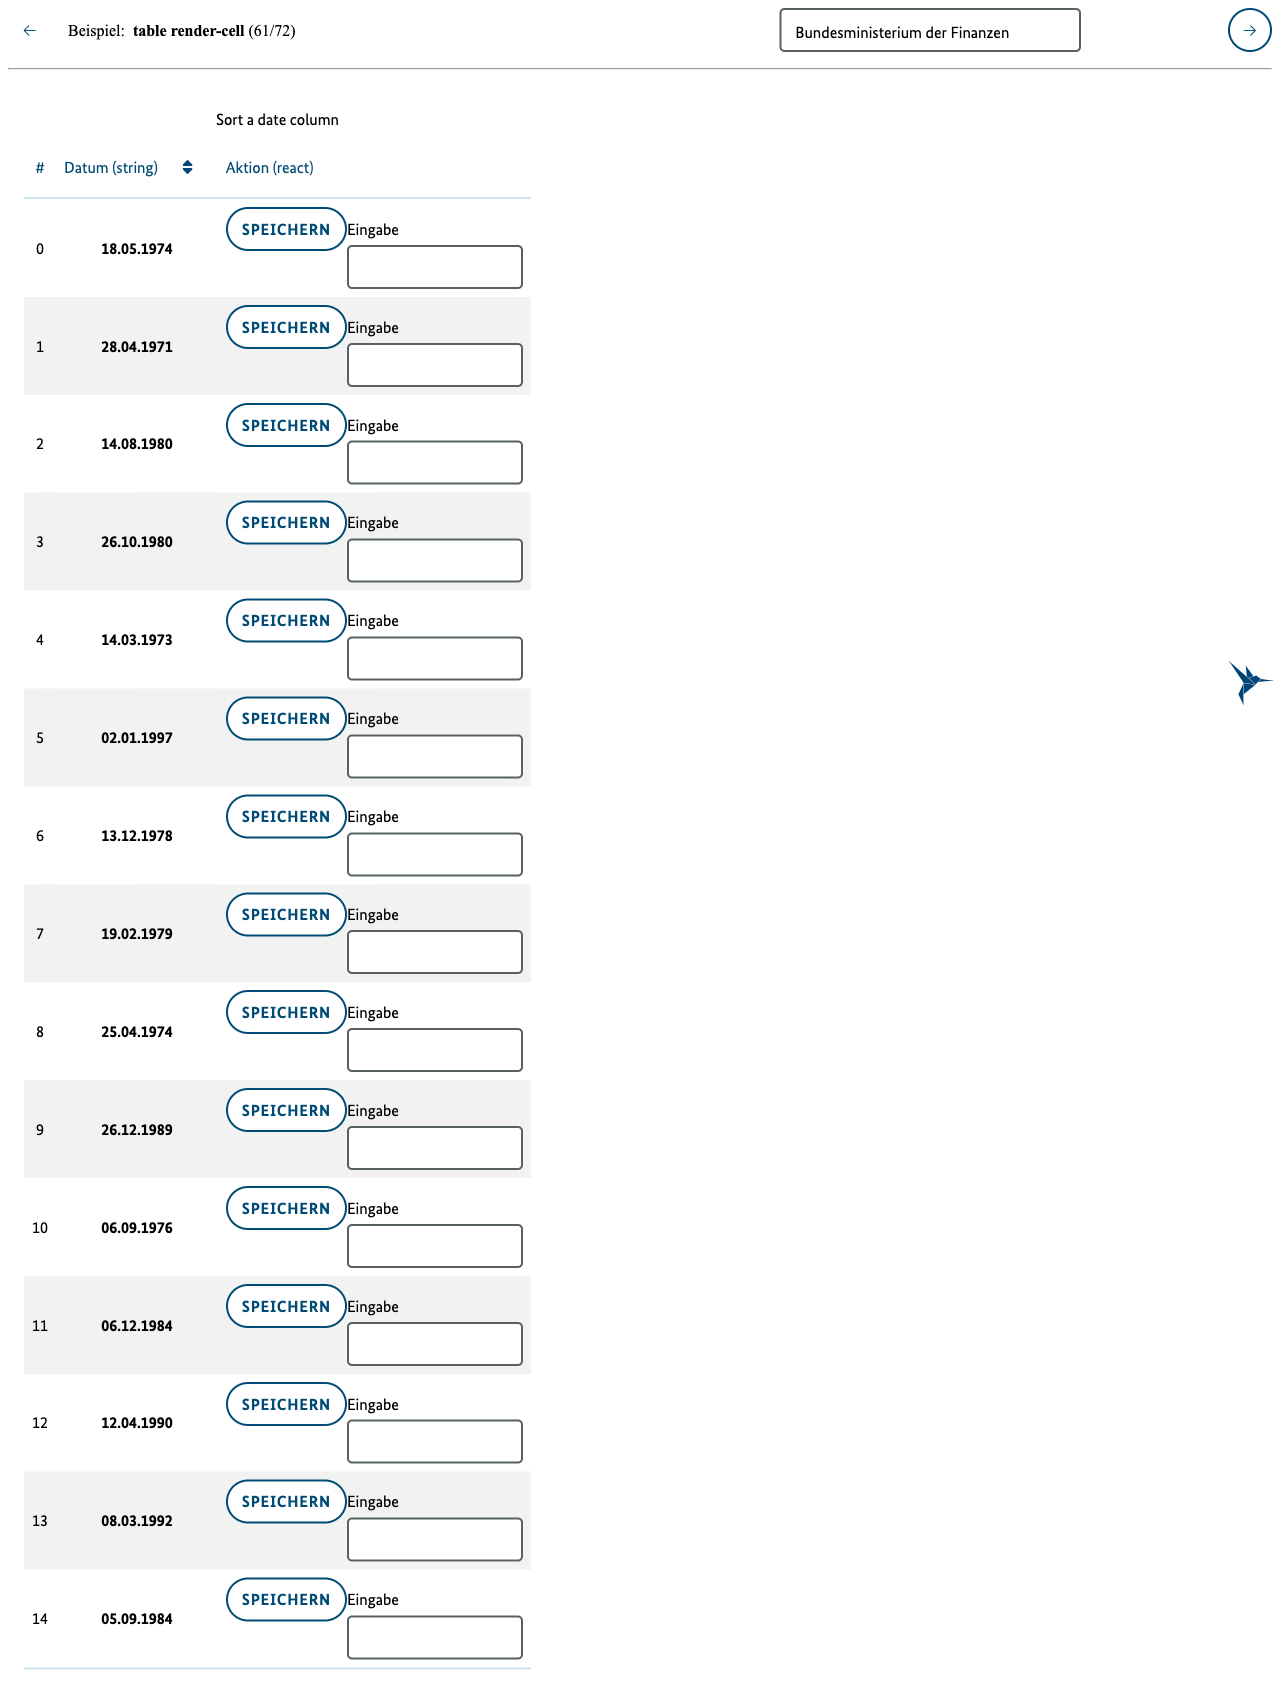 ← Beispiel: table render-cell (61/72) Bundesministerium der Finanzen →
Sort a date column
# Datum (string) Aktion (react)
0 18.05.1974 SPEICHERN Eingabe
1 28.04.1971 SPEICHERN Eingabe
2 14.08.1980 SPEICHERN Eingabe
3 26.10.1980 SPEICHERN Eingabe
4 14.03.1973 SPEICHERN Eingabe
5 02.01.1997 SPEICHERN Eingabe
6 13.12.1978 SPEICHERN Eingabe
7 19.02.1979 SPEICHERN Eingabe
8 25.04.1974 SPEICHERN Eingabe
9 26.12.1989 SPEICHERN Eingabe
10 06.09.1976 SPEICHERN Eingabe
11 06.12.1984 SPEICHERN Eingabe
12 12.04.1990 SPEICHERN Eingabe
13 08.03.1992 SPEICHERN Eingabe
14 05.09.1984 SPEICHERN Eingabe